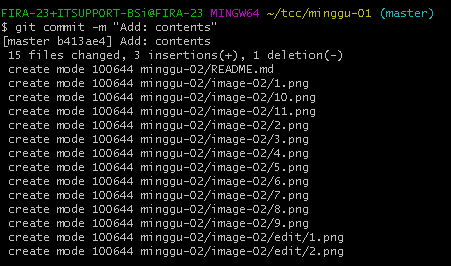 FIRA-23+ITSUPPORT-BSi@FIRA-23 MINGW64 ~/tcc/minggu-01 (master)
$ git commit -m "Add: contents"
[master b413ae4] Add: contents
 15 files changed, 3 insertions(+), 1 deletion(-)
 create mode 100644 minggu-02/README.md
 create mode 100644 minggu-02/image-02/1.png
 create mode 100644 minggu-02/image-02/10.png
 create mode 100644 minggu-02/image-02/11.png
 create mode 100644 minggu-02/image-02/2.png
 create mode 100644 minggu-02/image-02/3.png
 create mode 100644 minggu-02/image-02/4.png
 create mode 100644 minggu-02/image-02/5.png
 create mode 100644 minggu-02/image-02/6.png
 create mode 100644 minggu-02/image-02/7.png
 create mode 100644 minggu-02/image-02/8.png
 create mode 100644 minggu-02/image-02/9.png
 create mode 100644 minggu-02/image-02/edit/1.png
 create mode 100644 minggu-02/image-02/edit/2.png